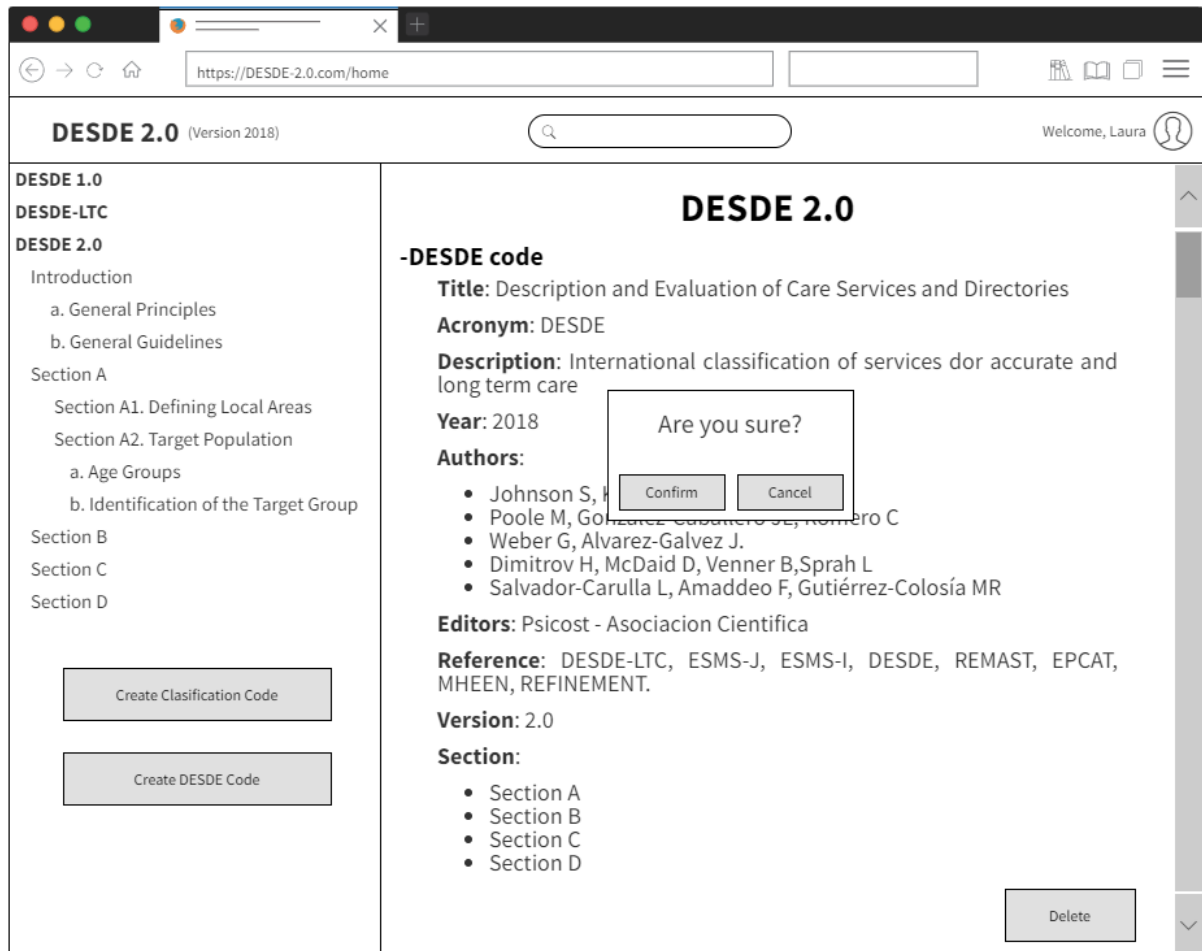 https://DESDE-2.0.com/home
DESDE 2.0 (Version 2018)
Welcome, Laura
DESDE 1.0
DESDE-LTC
DESDE 2.0
Introduction
a. General Principles
b. General Guidelines
Section A
Section A1. Defining Local Areas
Section A2. Target Population
a. Age Groups
b. Identification of the Target Group
Section B
Section C
Section D
Create Clasification Code
Create DESDE Code
DESDE 2.0
-DESDE code
Title: Description and Evaluation of Care Services and Directories
Acronym: DESDE
Description: International classification of services dor accurate and
long term care
Year: 2018
Authors:
• Johnson S,
• Poole M, Romero C
• Weber G, Alvarez-Galvez J.
• Dimitrov H, McDaid D, Venner B,Sprah L
• Salvador-Carulla L, Amaddeo F, Gutiérrez-Colosía MR
Editors: Psicost - Asociacion Cientifica
Reference: DESDE-LTC, ESMS-J, ESMS-I, DESDE, REMAST, EPCAT,
MHEEN, REFINEMENT.
Version: 2.0
Section:
• Section A
• Section B
• Section C
• Section D
Are you sure?
Confirm
Cancel
Delete